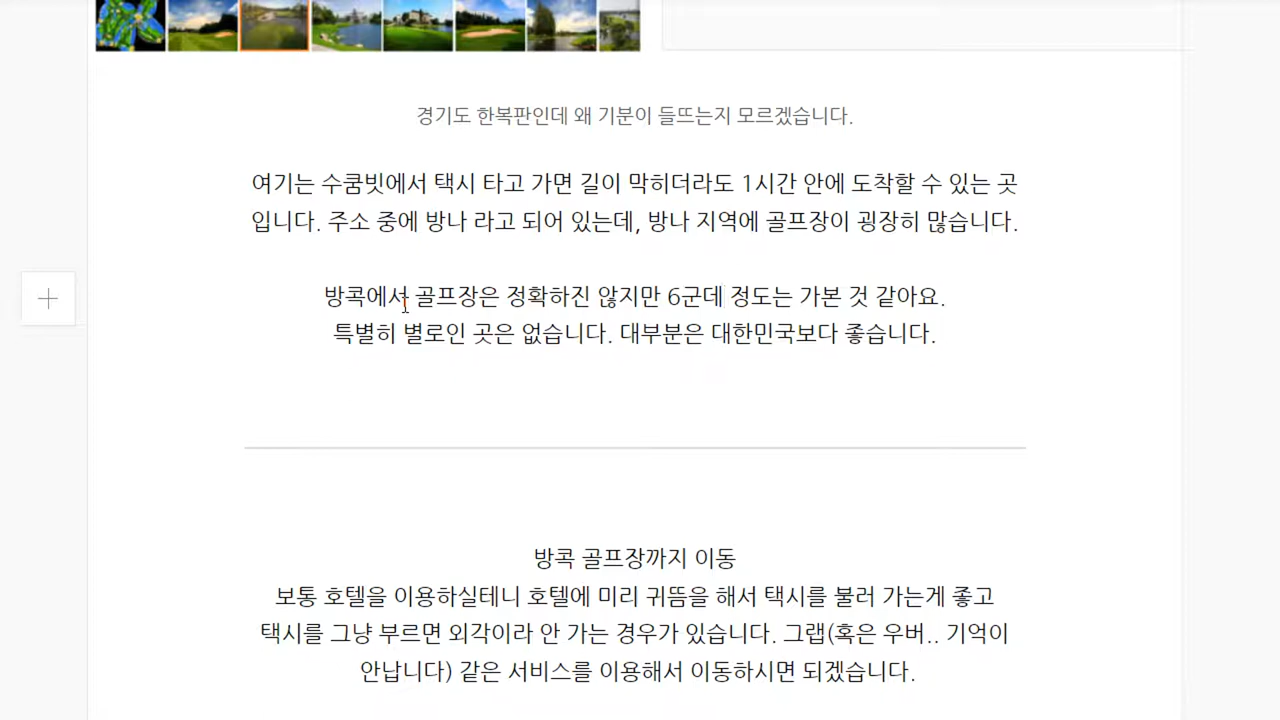 경기도 한복판인데 왜 기분이 들뜨는지 모르겠습니다.
여기는 수쿰빗에서 택시 타고 가면 길이 막히더라도 1시간 안에 도착할 수 있는 곳
입니다. 주소 중에 방나 라고 되어 있는데, 방나 지역에 골프장이 굉장히 많습니다.
방콕에서 골프장은 정확하진 않지만 6군데 정도는 가본 것 같아요.
특별히 별로인 곳은 없습니다. 대부분은 대한민국보다 좋습니다.
방콕 골프장까지 이동
보통 호텔을 이용하실테니 호텔에 미리 귀뜸을 해서 택시를 불러 가는게 좋고
택시를 그냥 부르면 외각이라 안 가는 경우가 있습니다. 그랩(혹은 우버.. 기억이
안납니다) 같은 서비스를 이용해서 이동하시면 되겠습니다.